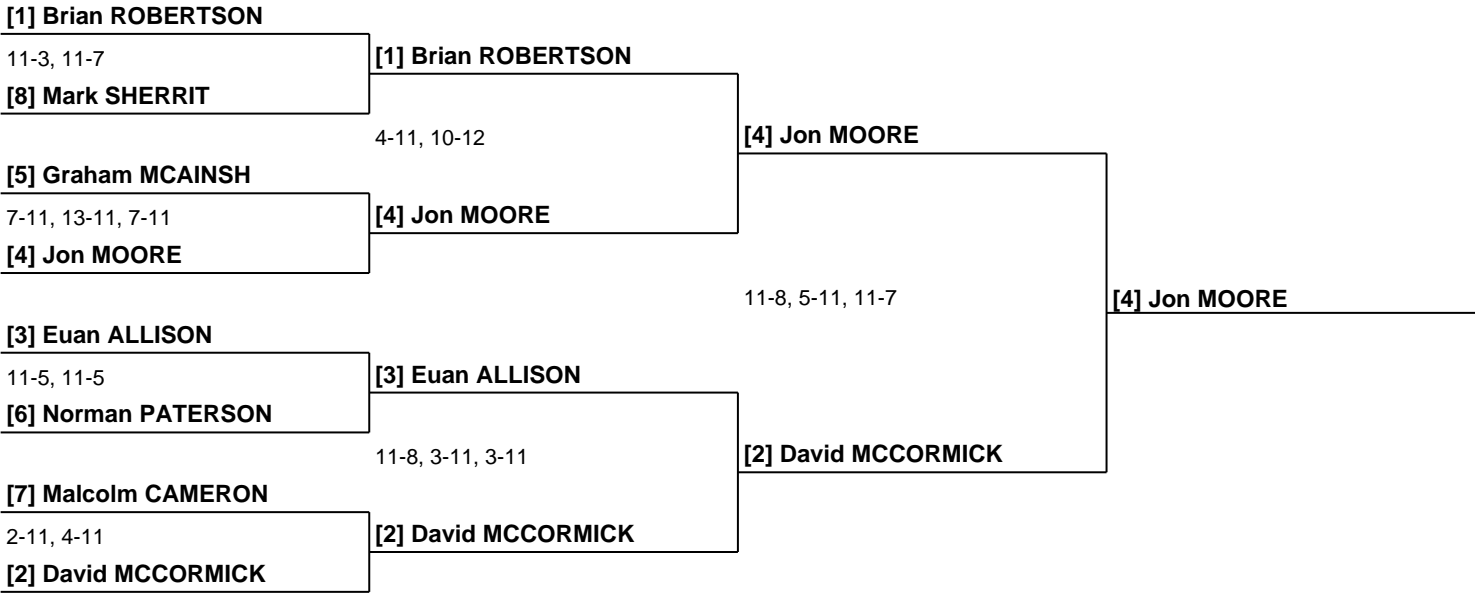 [1] Brian ROBERTSON
11-3, 11-7
[1] Brian ROBERTSON
[8] Mark SHERRIT
4-11, 10-12
[4] Jon MOORE
[5] Graham MCAINSH
7-11, 13-11, 7-11
[4] Jon MOORE
[4] Jon MOORE
11-8, 5-11, 11-7
[4] Jon MOORE
[3] Euan ALLISON
11-5, 11-5
[3] Euan ALLISON
[6] Norman PATERSON
11-8, 3-11, 3-11
[2] David MCCORMICK
[7] Malcolm CAMERON
2-11, 4-11
[2] David MCCORMICK
[2] David MCCORMICK